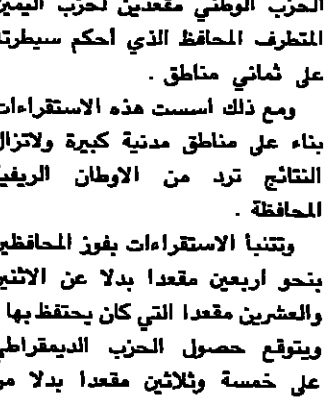 الحزب الوطني مقعدين لحزب اليمين
المتطرف المحافظ الذي أحكم سيطرته
على ثماني مناطق .
ومع ذلك اسست هذه الاستقراءات
بناء على مناطق مدنية كبيرة ولاتزال
النتائج ترد من الاوطان الريفية
المحافظة .
وتتنبأ الاستقراءات بفوز المحافظين
بنحو اربعين مقعدا بدلا عن الاثنين
والعشرين مقعدا التي كان يحتفظ بها
ويتوقع حصول الحزب الديمقراطي
على خمسة وثلاثين مقعدا بدلا من